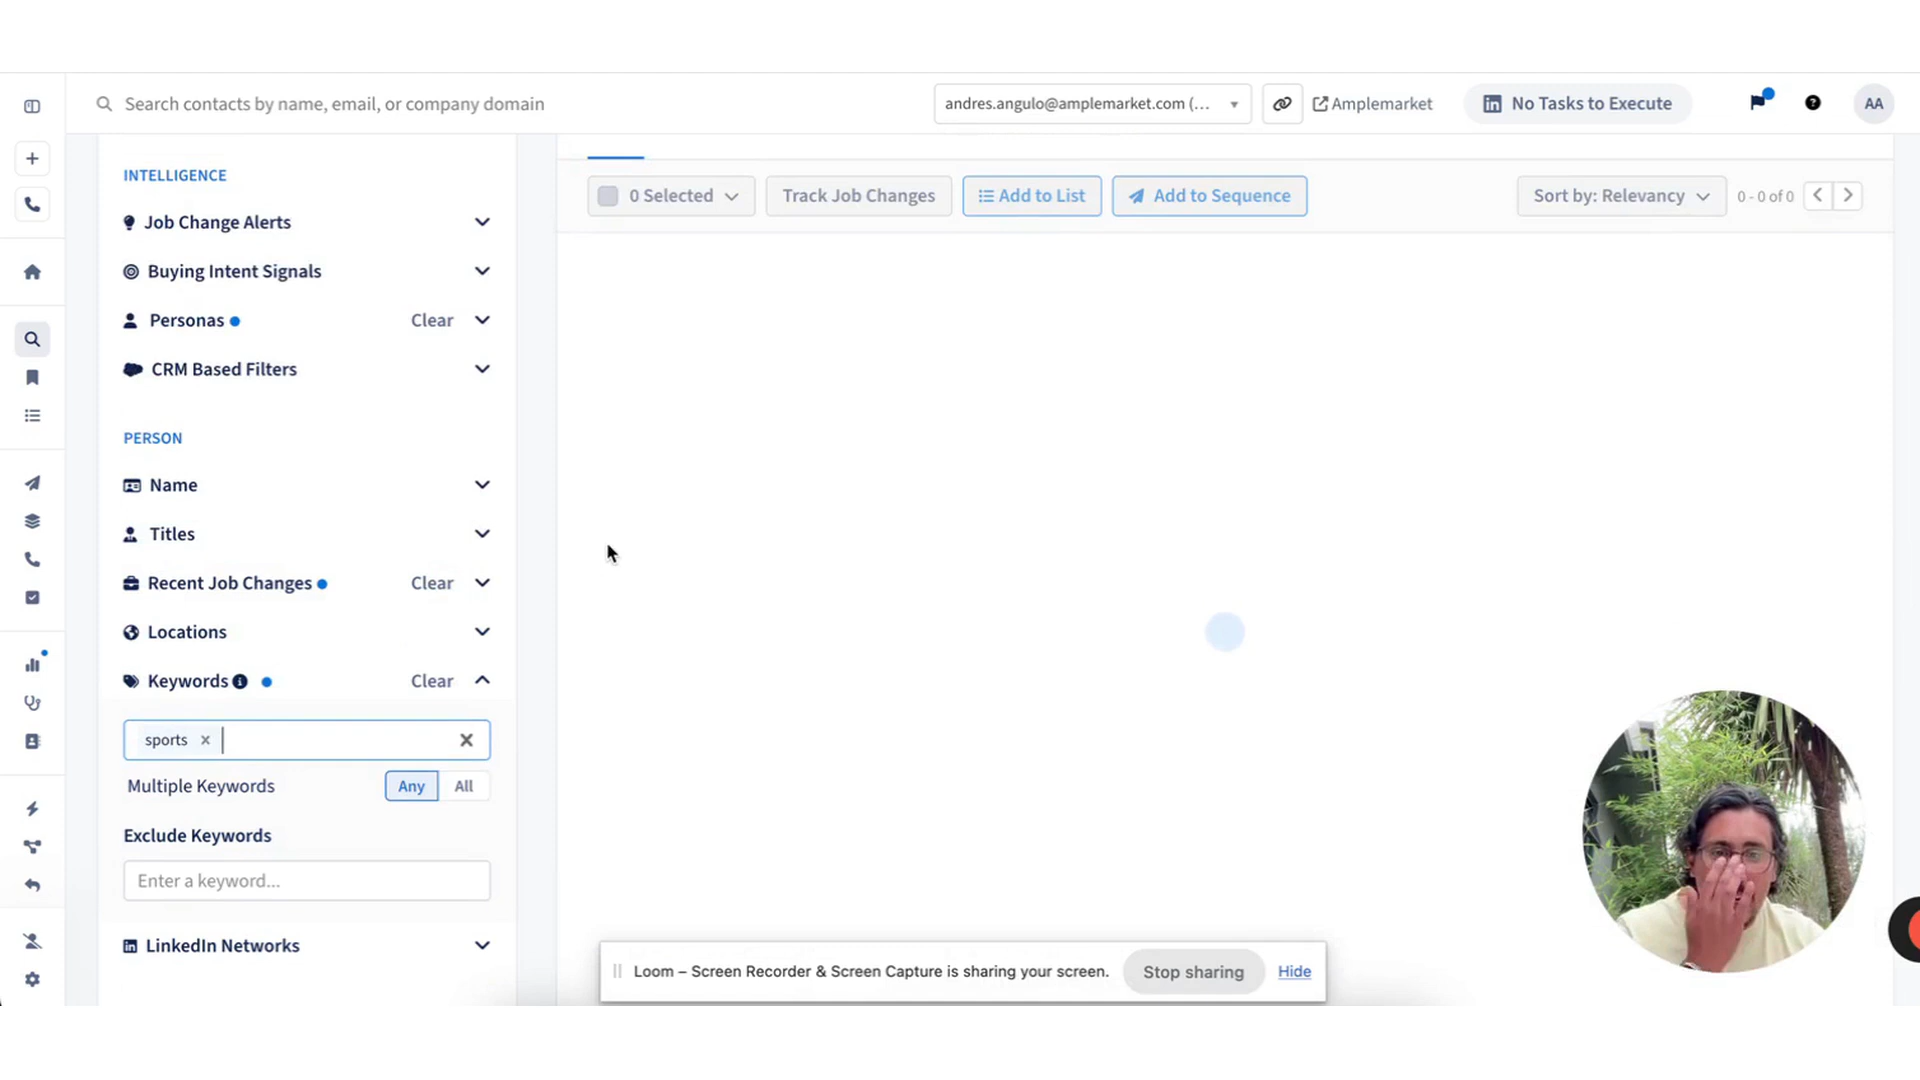 Search contacts by name, email, or company domain
andres.angulo@amplemarket.com (...
Amplemarket
No Tasks to Execute
AA
INTELLIGENCE
Job Change Alerts
Buying Intent Signals
Personas
Clear
CRM Based Filters
PERSON
Name
Titles
Recent Job Changes
Clear
Locations
Keywords
Clear
sports
Multiple Keywords
Any
All
Exclude Keywords
Enter a keyword...
LinkedIn Networks
0 Selected
Track Job Changes
Add to List
Add to Sequence
Sort by: Relevancy
0 - 0 of 0
Loom – Screen Recorder & Screen Capture is sharing your screen.
Stop sharing
Hide